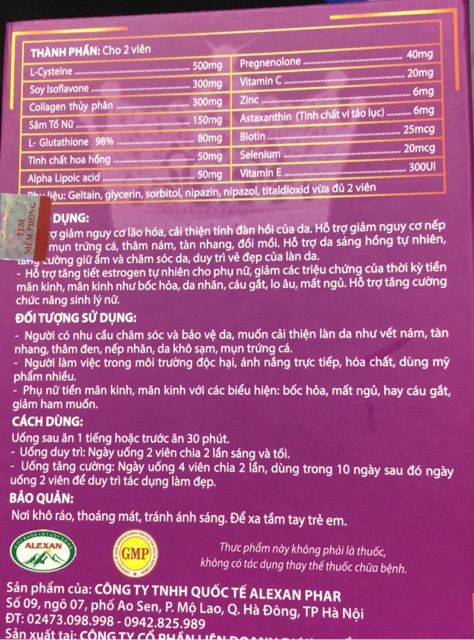 THÀNH PHẦN: Cho 2 viên
L-Cysteine 500mg
Soy Isoflavone 300mg
Collagen thủy phân 300mg
Sâm Tố Nữ 150mg
L- Glutathione 98% 80mg
Tinh chất hoa hồng 50mg
Alpha Lipoic acid 50mg
Pregnenolone 40mg
Vitamin C 20mg
Zinc 6mg
Astaxanthin (Tinh chất vi tảo lục) 6mg
Biotin 25mcg
Selenium 20mcg
Vitamin E 300UI
liệu: Geltain, glycerin, sorbitol, nipazin, nipazol, titaldioxid vừa đủ 2 viên
TEM NIÊM PHONG
DỤNG:
giảm nguy cơ lão hóa, cải thiện tính đàn hồi của da. Hỗ trợ giảm nguy cơ nếp
mụn trứng cá, thâm nám, tàn nhang, đồi mồi. Hỗ trợ da sáng hồng tự nhiên,
tăng cường giữ ẩm và chăm sóc da, duy trì vẻ đẹp của làn da.
- Hỗ trợ tăng tiết estrogen tự nhiên cho phụ nữ, giảm các triệu chứng của thời kỳ tiền
mãn kinh, mãn kinh như bốc hỏa, da nhăn, cáu gắt, lo âu, mất ngủ. Hỗ trợ tăng cường
chức năng sinh lý nữ.
ĐỐI TƯỢNG SỬ DỤNG:
- Người có nhu cầu chăm sóc và bảo vệ da, muốn cải thiện làn da như vết nám, tàn
nhang, thâm đen, nếp nhăn, da khô sạm, mụn trứng cá.
- Người làm việc trong môi trường độc hại, ánh nắng trực tiếp, hóa chất, dùng mỹ
phẩm nhiều.
- Phụ nữ tiền mãn kinh, mãn kinh với các biểu hiện: bốc hỏa, mất ngủ, hay cáu gắt,
giảm ham muốn.
CÁCH DÙNG:
Uống sau ăn 1 tiếng hoặc trước ăn 30 phút.
- Uống duy trì: Ngày uống 2 viên chia 2 lần sáng và tối.
- Uống tăng cường: Ngày uống 4 viên chia 2 lần, dùng trong 10 ngày sau đó ngày
uống 2 viên để duy trì tác dụng làm đẹp.
BẢO QUẢN:
Nơi khô ráo, thoáng mát, tránh ánh sáng. Để xa tầm tay trẻ em.
ALEXAN
GMP
Thực phẩm này không phải là thuốc,
không có tác dụng thay thế thuốc chữa bệnh.
Sản phẩm của: CÔNG TY TNHH QUỐC TẾ ALEXAN PHAR
Số 09, ngõ 07, phố Ao Sen, P. Mộ Lao, Q. Hà Đông, TP Hà Nội
ĐT: 02473.098.998 - 0942.825.989
Sản xuất tại: CÔNG TY CỔ PHẦN LIÊN DOANH